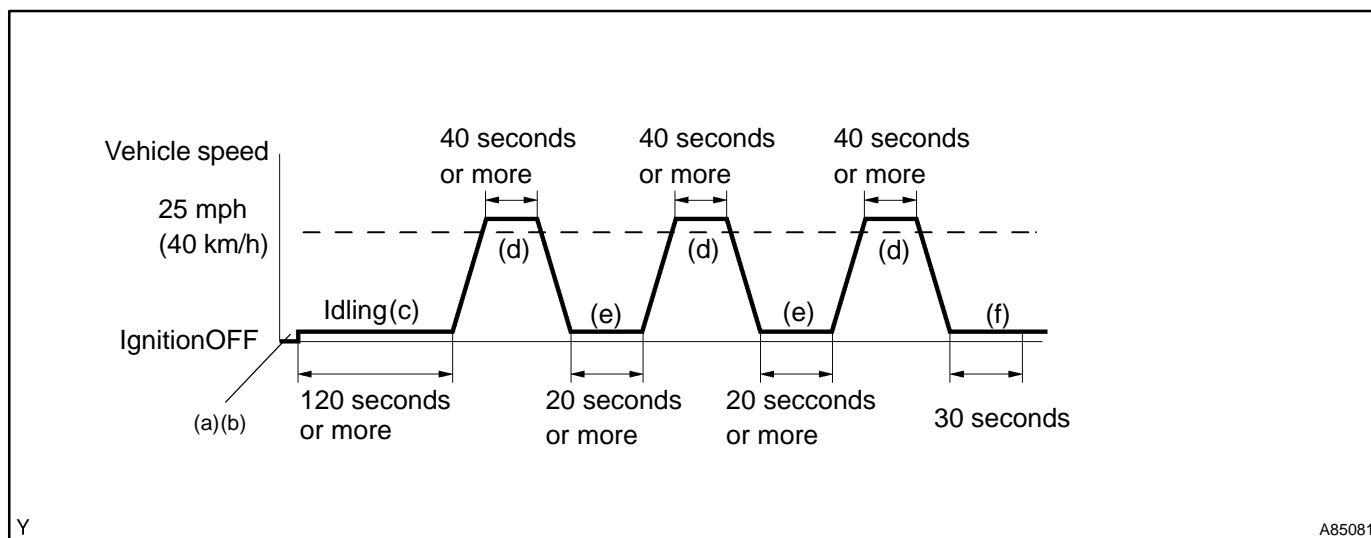 40 seconds
or more
40 seconds
or more
40 seconds
or more
Vehicle speed
25 mph
(40 km/h)
(d)
(d)
(d)
Idling(c)
(e)
(e)
(f)
IgnitionOFF
(a)(b)
120 seconds
or more
20 seconds
or more
20 secconds
or more
30 seconds
Y
A85081